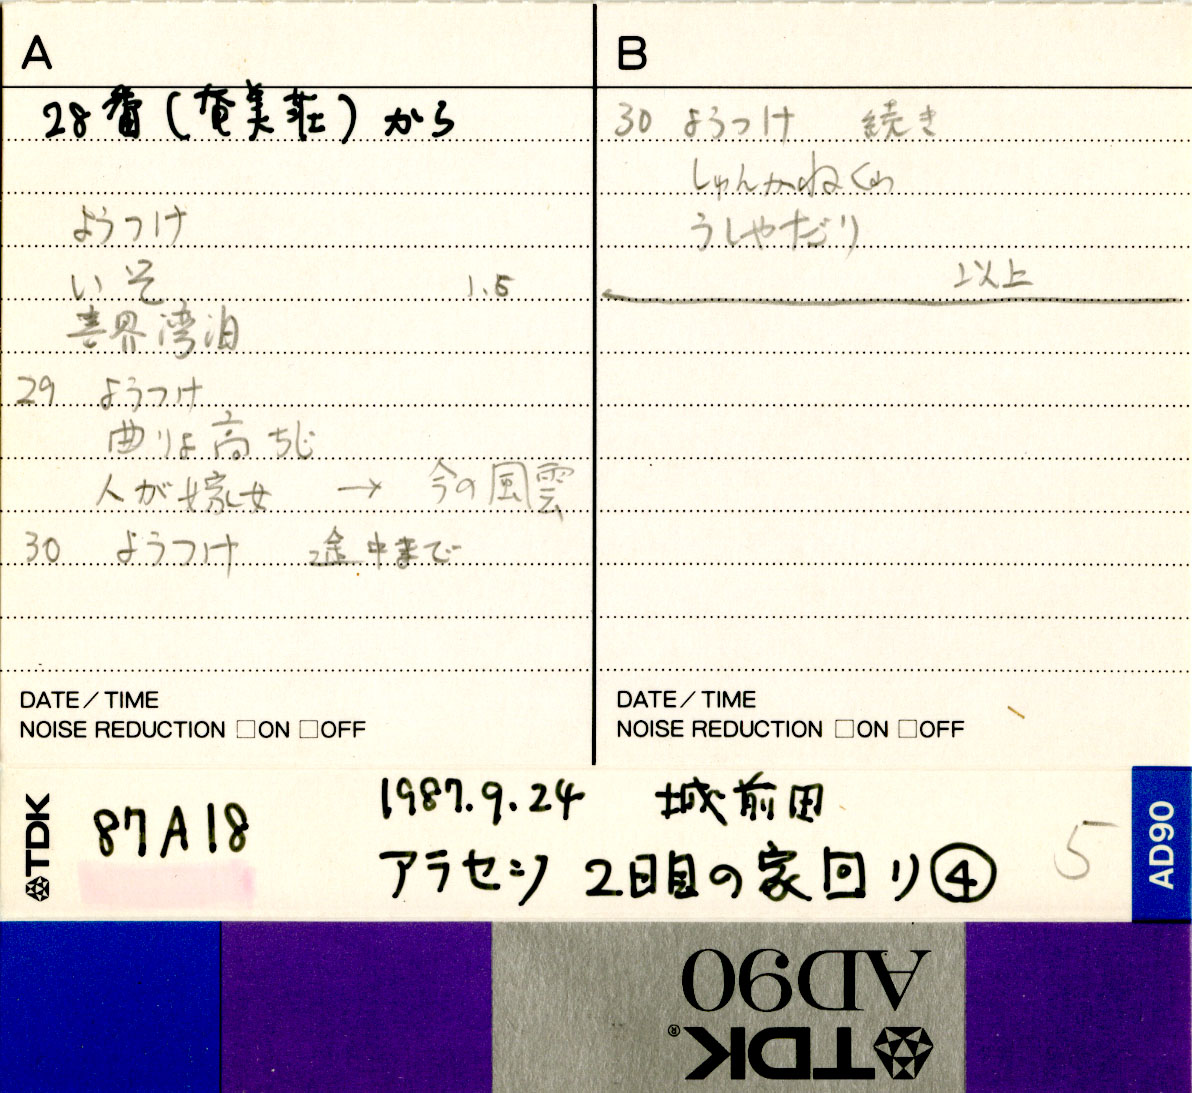 A
28番(奄美荘)から
ようつけ
いそ 1.5
喜界湾泊
29 ようつけ
曲りよ高ちじ
人が嫁女 → 今の風雲
30 ようつけ 途中まで
DATE/TIME
NOISE REDUCTION □ON □OFF
B
30 ようつけ 続き
しゅんかねくゎ
うしゃだり
以上
DATE/TIME
NOISE REDUCTION □ON □OFF
TDK
87A18
1987.9.24 城前田
アラセツ 2日目の家回り④
5
AD90
TDK®
AD90